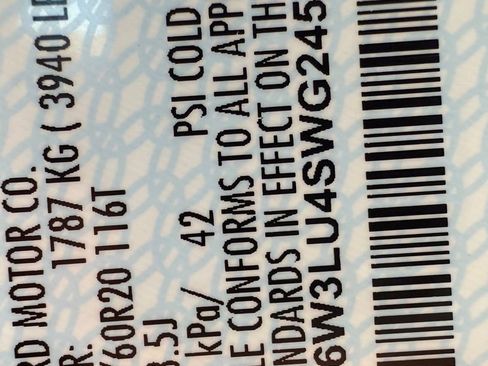 RD MOTOR CO.
1787 KG ( 3940 L
R:
/60R20 116T
8.5J
kPa/ 42 PSI COLD
LE CONFORMS TO ALL APP
NDARDS IN EFFECT ON TH
6W3LU4SWG245